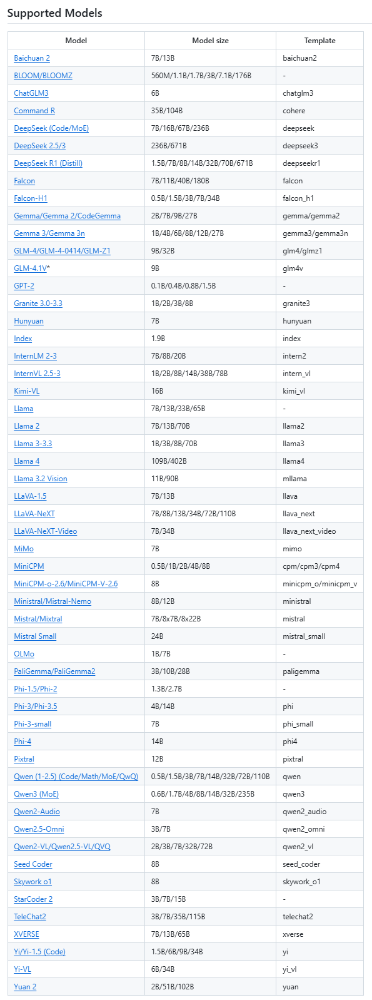 Supported Models
Model Model size Template
Baichuan 2 7B/13B baichuan2
BLOOM/BLOOMZ 560M/1.1B/1.7B/3B/7.1B/176B -
ChatGLM3 6B chatglm3
Command R 35B/104B cohere
DeepSeek (Code/MoE) 7B/16B/67B/236B deepseek
DeepSeek 2.5/3 236B/671B deepseek3
DeepSeek R1 (Distill) 1.5B/7B/8B/14B/32B/70B/671B deepseekr1
Falcon 7B/11B/40B/180B falcon
Falcon-H1 0.5B/1.5B/3B/7B/34B falcon_h1
Gemma/Gemma 2/CodeGemma 2B/7B/9B/27B gemma/gemma2
Gemma 3/Gemma 3n 1B/4B/6B/8B/12B/27B gemma3/gemma3n
GLM-4/GLM-4-0414/GLM-Z1 9B/32B glm4/glmz1
GLM-4.1V* 9B glm4v
GPT-2 0.1B/0.4B/0.8B/1.5B -
Granite 3.0-3.3 1B/2B/3B/8B granite3
Hunyuan 7B hunyuan
Index 1.9B index
InternLM 2-3 7B/8B/20B intern2
InternVL 2.5-3 1B/2B/8B/14B/38B/78B intern_vl
Kimi-VL 16B kimi_vl
Llama 7B/13B/33B/65B -
Llama 2 7B/13B/70B llama2
Llama 3-3.3 1B/3B/8B/70B llama3
Llama 4 109B/402B llama4
Llama 3.2 Vision 11B/90B mllama
LLaVA-1.5 7B/13B llava
LLaVA-NeXT 7B/8B/13B/34B/72B/110B llava_next
LLaVA-NeXT-Video 7B/34B llava_next_video
MiMo 7B mimo
MiniCPM 0.5B/1B/2B/4B/8B cpm/cpm3/cpm4
MiniCPM-o-2.6/MiniCPM-V-2.6 8B minicpm_o/minicpm_v
Ministral/Mistral-Nemo 8B/12B ministral
Mistral/Mixtral 7B/8x7B/8x22B mistral
Mistral Small 24B mistral_small
OLMo 1B/7B -
PaliGemma/PaliGemma2 3B/10B/28B paligemma
Phi-1.5/Phi-2 1.3B/2.7B -
Phi-3/Phi-3.5 4B/14B phi
Phi-3-small 7B phi_small
Phi-4 14B phi4
Pixtral 12B pixtral
Qwen (1-2.5) (Code/Math/MoE/QwQ) 0.5B/1.5B/3B/7B/14B/32B/72B/110B qwen
Qwen3 (MoE) 0.6B/1.7B/4B/8B/14B/32B/235B qwen3
Qwen2-Audio 7B qwen2_audio
Qwen2.5-Omni 3B/7B qwen2_omni
Qwen2-VL/Qwen2.5-VL/QVQ 2B/3B/7B/32B/72B qwen2_vl
Seed Coder 8B seed_coder
Skywork o1 8B skywork_o1
StarCoder 2 3B/7B/15B -
TeleChat2 3B/7B/35B/115B telechat2
XVERSE 7B/13B/65B xverse
Yi/Yi-1.5 (Code) 1.5B/6B/9B/34B yi
Yi-VL 6B/34B yi_vl
Yuan 2 2B/51B/102B yuan